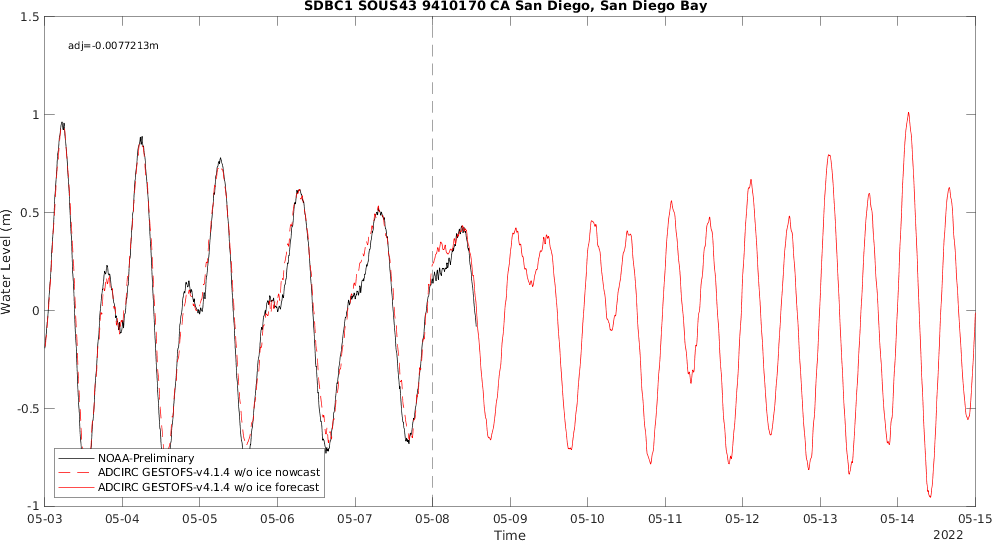 SDBC1 SOUS43 9410170 CA San Diego, San Diego Bay
1.5
adj=-0.0077213m
1
0.5
0
-0.5
-1
Water Level (m)
NOAA-Preliminary
ADCIRC GESTOFS-v4.1.4 w/o ice nowcast
ADCIRC GESTOFS-v4.1.4 w/o ice forecast
05-03 05-04 05-05 05-06 05-07 05-08 05-09 05-10 05-11 05-12 05-13 05-14 05-15
Time
2022